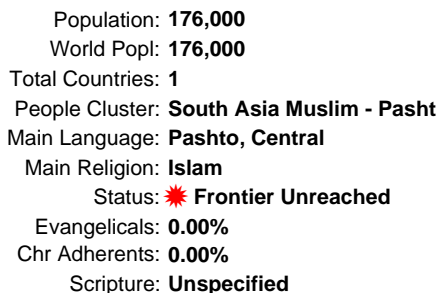 Population: 176,000
World Popl: 176,000
Total Countries: 1
People Cluster: South Asia Muslim - Pasht
Main Language: Pashto, Central
Main Religion: Islam
Status: Frontier Unreached
Evangelicals: 0.00%
Chr Adherents: 0.00%
Scripture: Unspecified